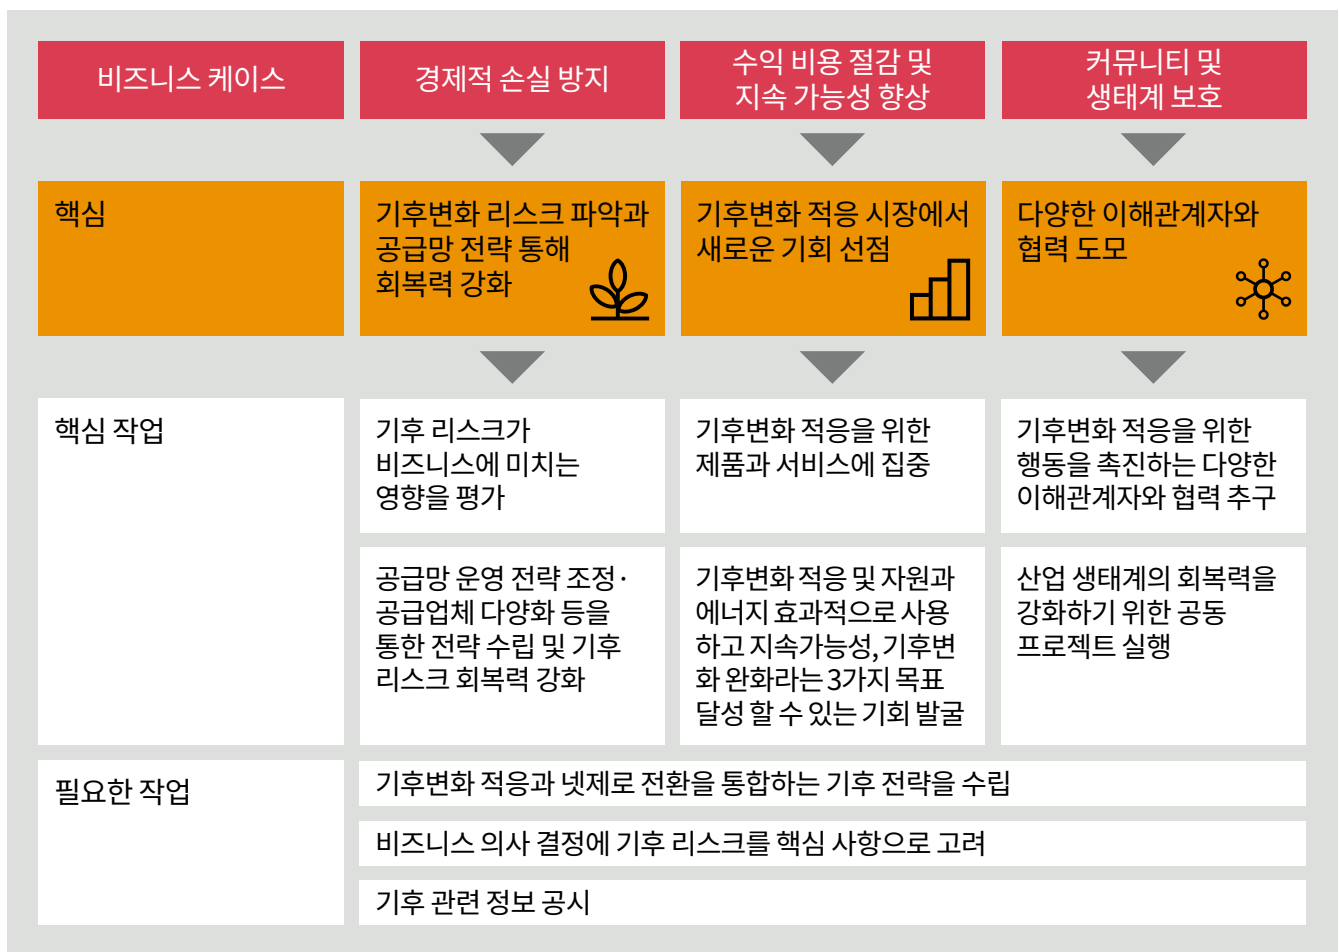 비즈니스 케이스
경제적 손실 방지
수익 비용 절감 및
지속 가능성 향상
커뮤니티 및
생태계 보호
핵심
기후변화 리스크 파악과
공급망 전략 통해
회복력 강화
기후변화 적응 시장에서
새로운 기회 선점
다양한 이해관계자와
협력 도모
핵심 작업
기후 리스크가
비즈니스에 미치는
영향을 평가
기후변화 적응을 위한
제품과 서비스에 집중
기후변화 적응을 위한
행동을 촉진하는 다양한
이해관계자와 협력 추구
공급망 운영 전략 조정·
공급업체 다양화 등을
통한 전략 수립 및 기후
리스크 회복력 강화
기후변화 적응 및 자원과
에너지 효과적으로 사용
하고 지속가능성, 기후변
화 완화라는 3가지 목표
달성 할 수 있는 기회 발굴
산업 생태계의 회복력을
강화하기 위한 공동
프로젝트 실행
필요한 작업
기후변화 적응과 넷제로 전환을 통합하는 기후 전략을 수립
비즈니스 의사 결정에 기후 리스크를 핵심 사항으로 고려
기후 관련 정보 공시